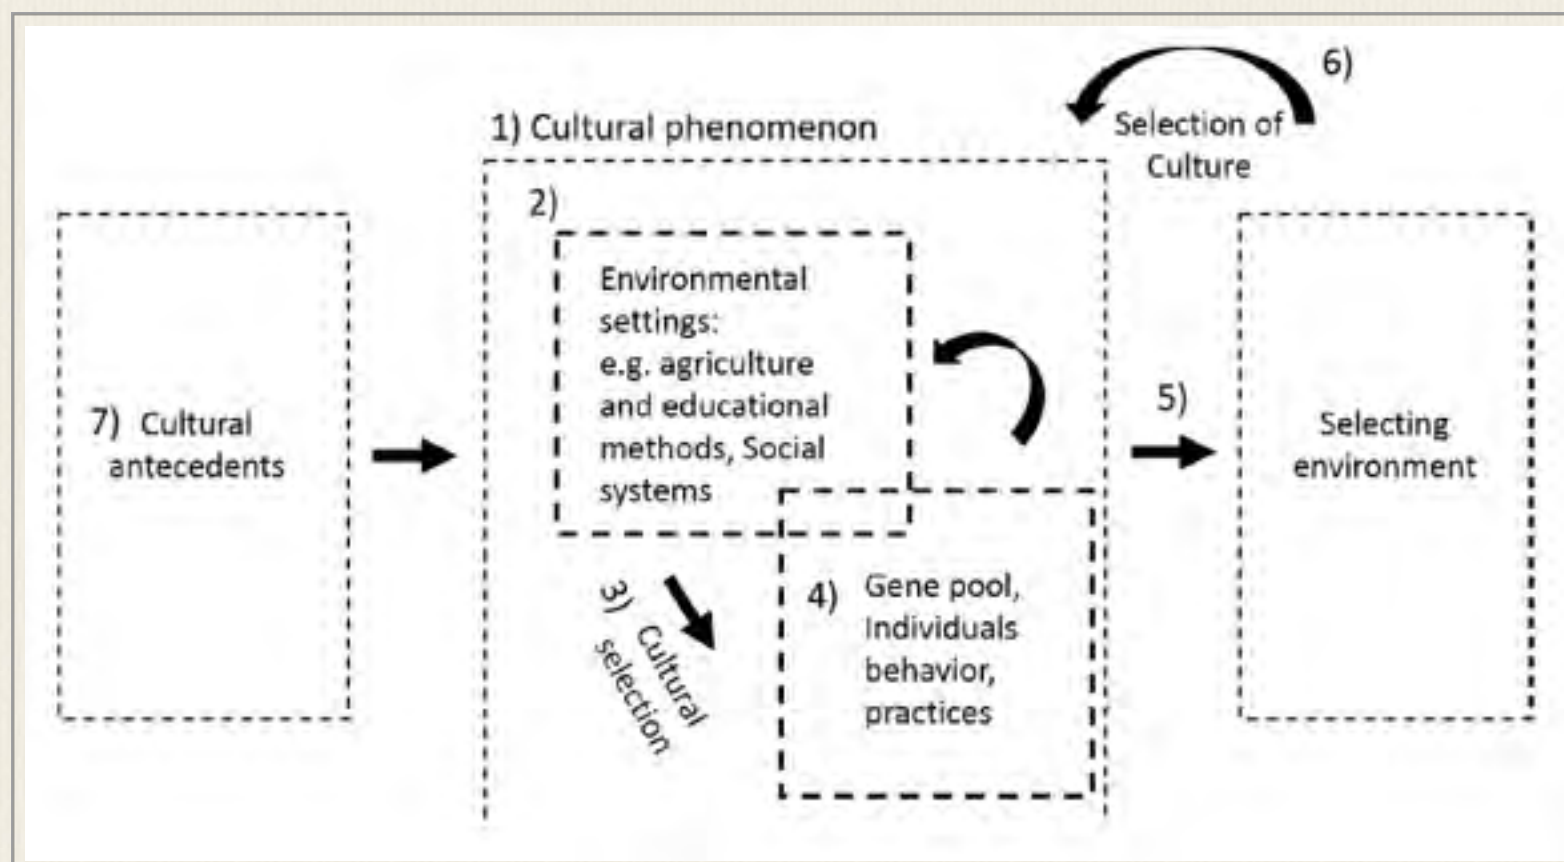 6)
Selection of
Culture
1) Cultural phenomenon
2)
Environmental
settings:
e.g. agriculture
and educational
methods, Social
systems
7) Cultural
antecedents
5)
Selecting
environment
3) Cultural
selection
4) Gene pool,
Individuals
behavior,
practices